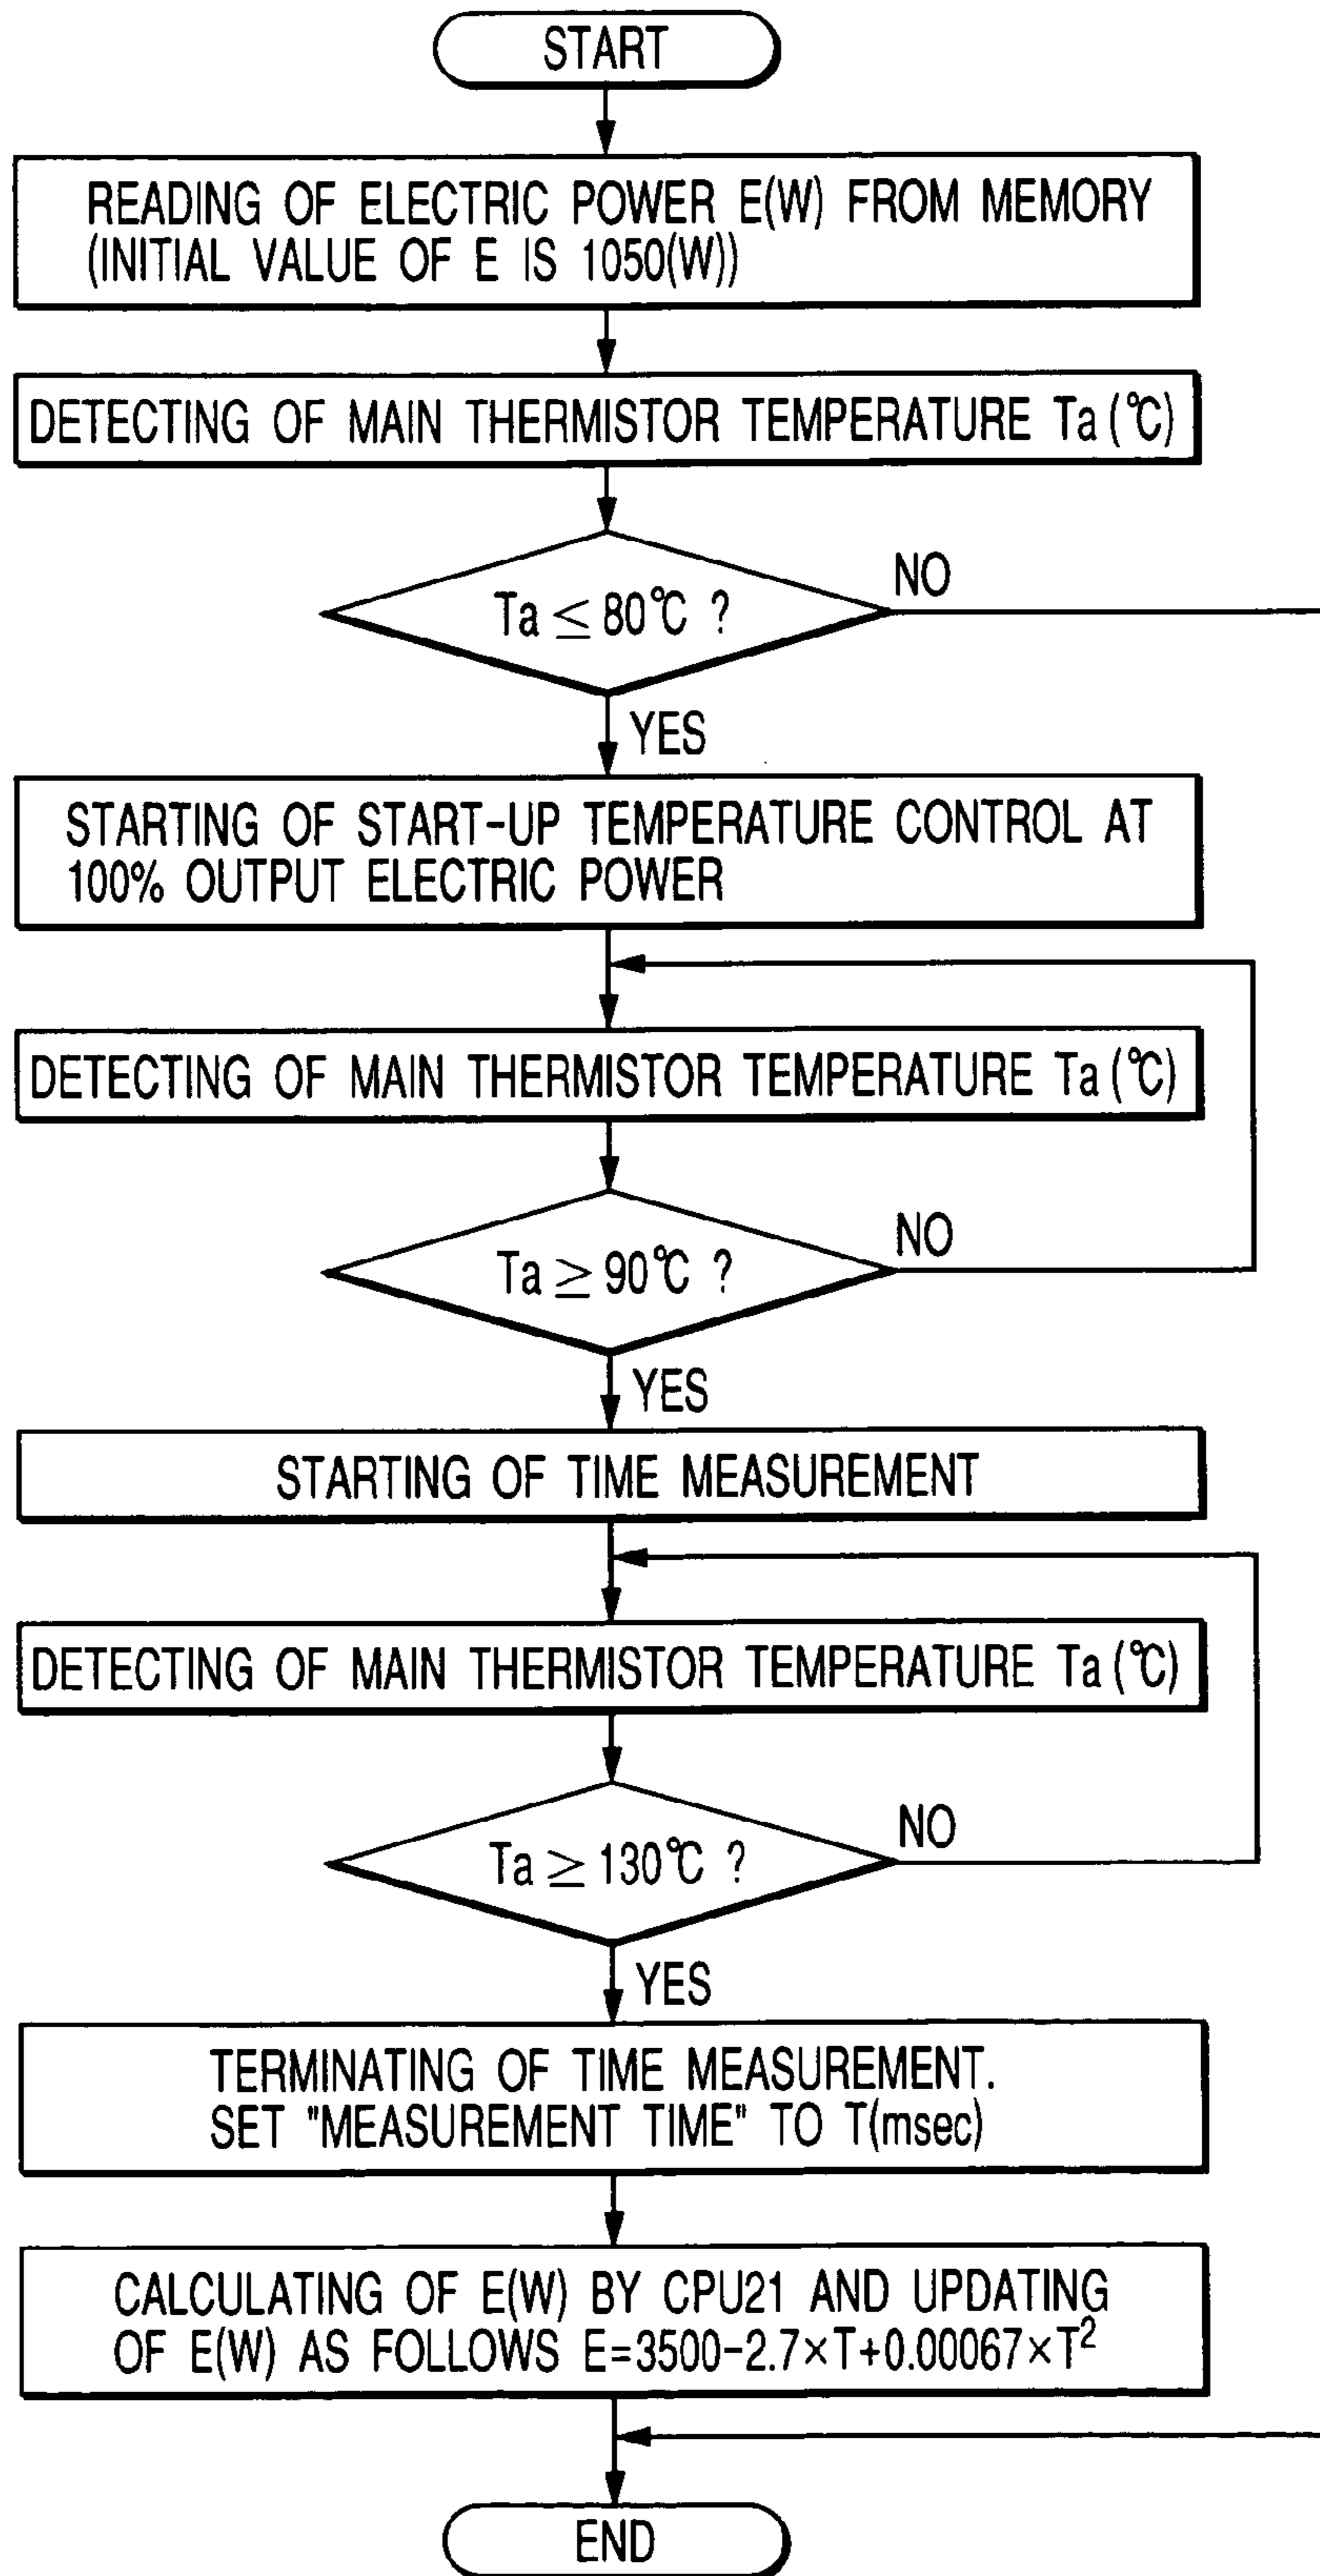 START
READING OF ELECTRIC POWER E(W) FROM MEMORY
(INITIAL VALUE OF E IS 1050(W))
DETECTING OF MAIN THERMISTOR TEMPERATURE Ta (℃)
Ta ≤ 80℃ ?
NO
YES
STARTING OF START-UP TEMPERATURE CONTROL AT
100% OUTPUT ELECTRIC POWER
DETECTING OF MAIN THERMISTOR TEMPERATURE Ta (℃)
Ta ≥ 90℃ ?
NO
YES
STARTING OF TIME MEASUREMENT
DETECTING OF MAIN THERMISTOR TEMPERATURE Ta (℃)
Ta ≥ 130℃ ?
NO
YES
TERMINATING OF TIME MEASUREMENT.
SET "MEASUREMENT TIME" TO T(msec)
CALCULATING OF E(W) BY CPU21 AND UPDATING
OF E(W) AS FOLLOWS E=3500-2.7×T+0.00067×T²
END